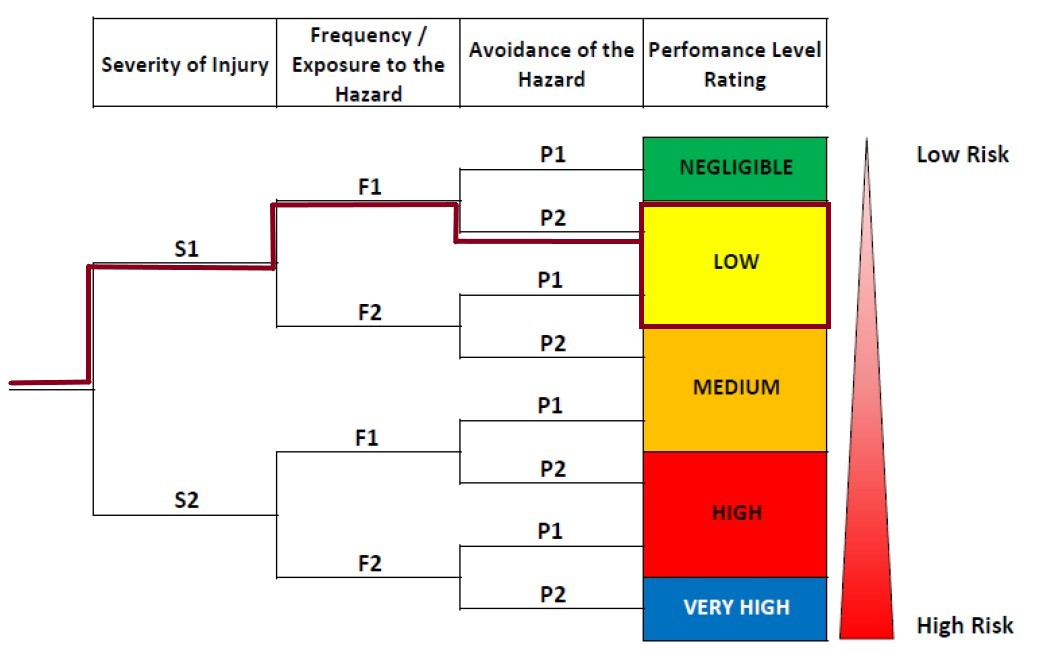 Severity of Injury
Frequency /
Exposure to the
Hazard
Avoidance of the
Hazard
Perfomance Level
Rating
P1
NEGLIGIBLE
Low Risk
F1
P2
S1
LOW
P1
F2
P2
MEDIUM
P1
F1
P2
S2
HIGH
P1
F2
P2
VERY HIGH
High Risk